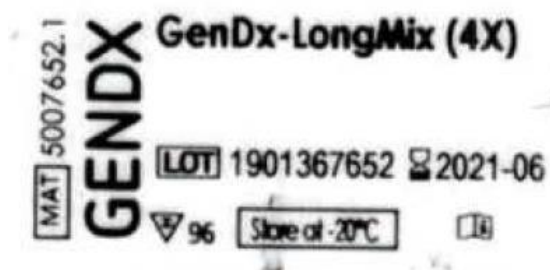 MAT 5007652.1
GENDX
GenDx-LongMix (4X)
LOT 1901367652 2021-06
96 Store at -20°C